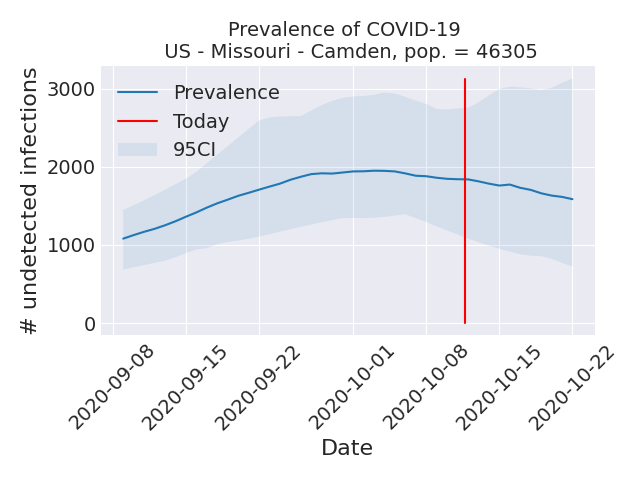 Prevalence of COVID-19
US - Missouri - Camden, pop. = 46305
# undetected infections
3000
2000
1000
0
Prevalence
Today
95CI
2020-09-08
2020-09-15
2020-09-22
2020-10-01
2020-10-08
2020-10-15
2020-10-22
Date